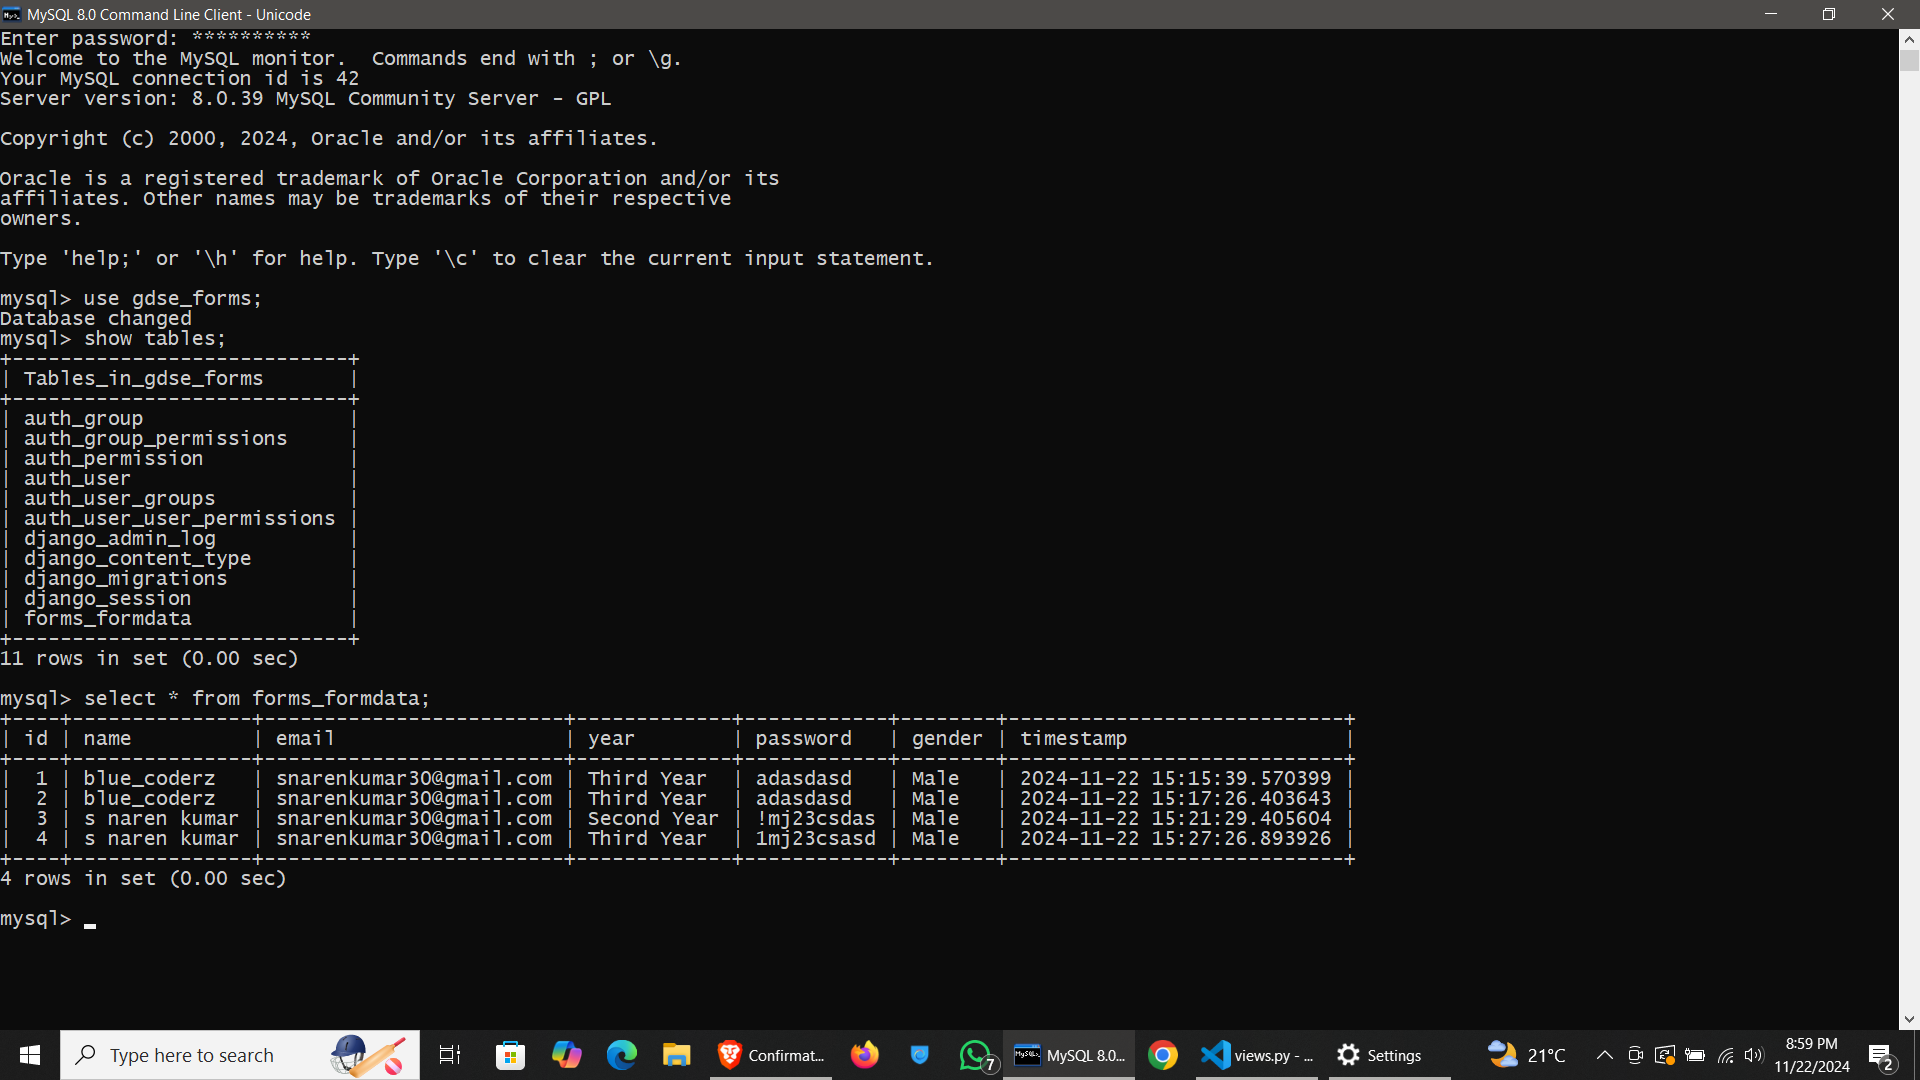 MySQL 8.0 Command Line Client - Unicode
Enter password: **********
Welcome to the MySQL monitor.  Commands end with ; or \g.
Your MySQL connection id is 42
Server version: 8.0.39 MySQL Community Server - GPL
Copyright (c) 2000, 2024, Oracle and/or its affiliates.
Oracle is a registered trademark of Oracle Corporation and/or its
affiliates. Other names may be trademarks of their respective
owners.
Type 'help;' or '\h' for help. Type '\c' to clear the current input statement.
mysql> use gdse_forms;
Database changed
mysql> show tables;
+----------------------------+
| Tables_in_gdse_forms       |
+----------------------------+
| auth_group                 |
| auth_group_permissions     |
| auth_permission            |
| auth_user                  |
| auth_user_groups           |
| auth_user_user_permissions |
| django_admin_log           |
| django_content_type        |
| django_migrations          |
| django_session             |
| forms_formdata             |
+----------------------------+
11 rows in set (0.00 sec)
mysql> select * from forms_formdata;
+----+---------------+-------------------------+-------------+------------+--------+----------------------------+
| id | name          | email                   | year        | password   | gender | timestamp                  |
+----+---------------+-------------------------+-------------+------------+--------+----------------------------+
|  1 | blue_coderz   | snarenkumar30@gmail.com | Third Year  | adasdasd   | Male   | 2024-11-22 15:15:39.570399 |
|  2 | blue_coderz   | snarenkumar30@gmail.com | Third Year  | adasdasd   | Male   | 2024-11-22 15:17:26.403643 |
|  3 | s naren kumar | snarenkumar30@gmail.com | Second Year | !mj23csdas | Male   | 2024-11-22 15:21:29.405604 |
|  4 | s naren kumar | snarenkumar30@gmail.com | Third Year  | 1mj23csasd | Male   | 2024-11-22 15:27:26.893926 |
+----+---------------+-------------------------+-------------+------------+--------+----------------------------+
4 rows in set (0.00 sec)
mysql>
Type here to search
Confirmat...
7
MySQL 8.0...
views.py - ...
Settings
21°C
8:59 PM
11/22/2024
2